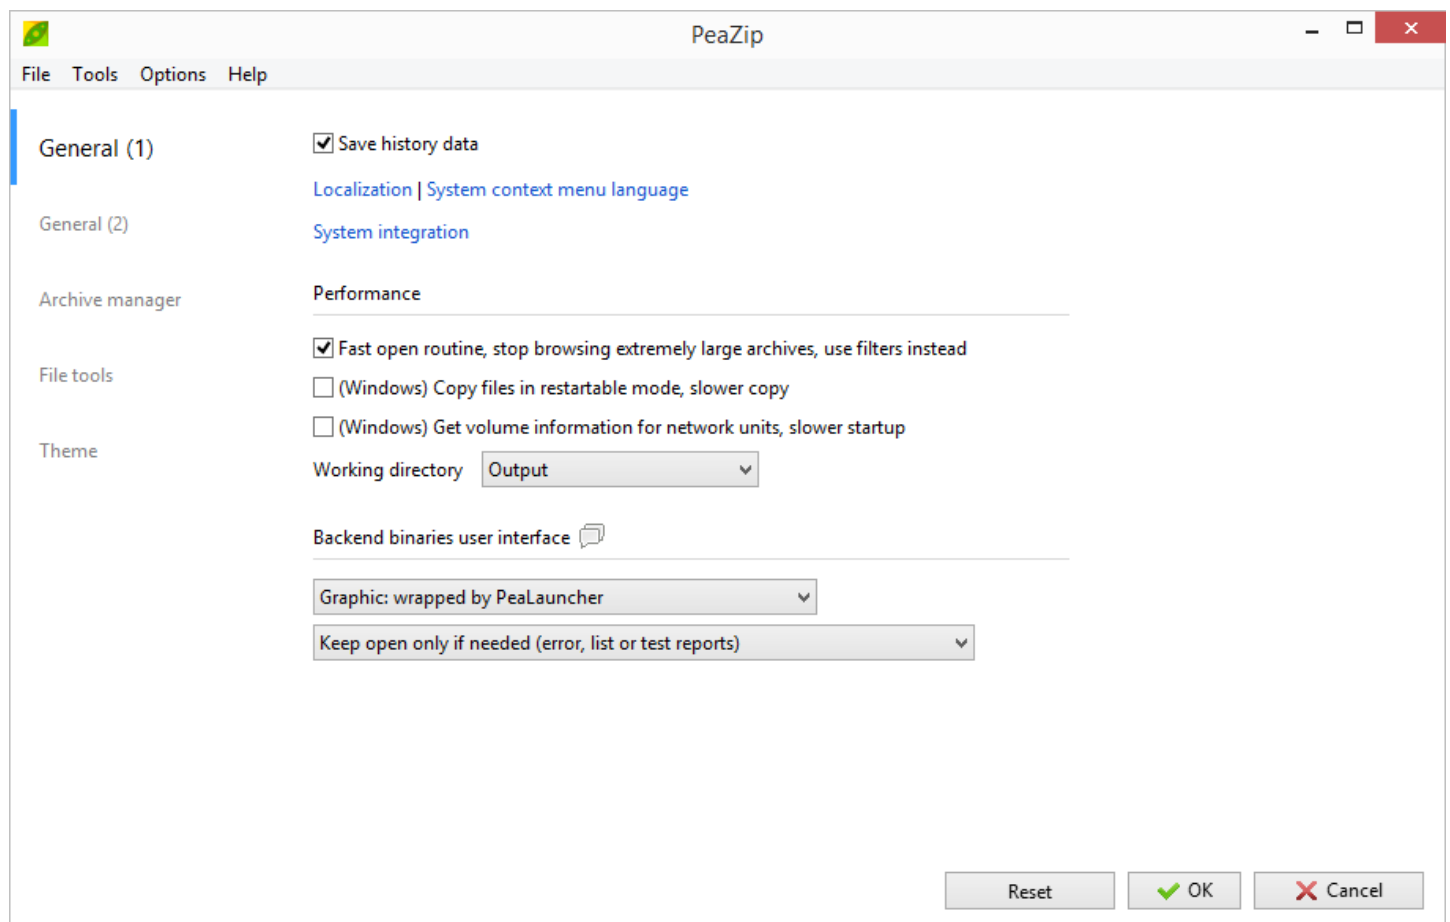 PeaZip
File Tools Options Help
General (1)
General (2)
Archive manager
File tools
Theme
Save history data
Localization | System context menu language
System integration
Performance
Fast open routine, stop browsing extremely large archives, use filters instead
(Windows) Copy files in restartable mode, slower copy
(Windows) Get volume information for network units, slower startup
Working directory Output
Backend binaries user interface
Graphic: wrapped by PeaLauncher
Keep open only if needed (error, list or test reports)
Reset OK Cancel